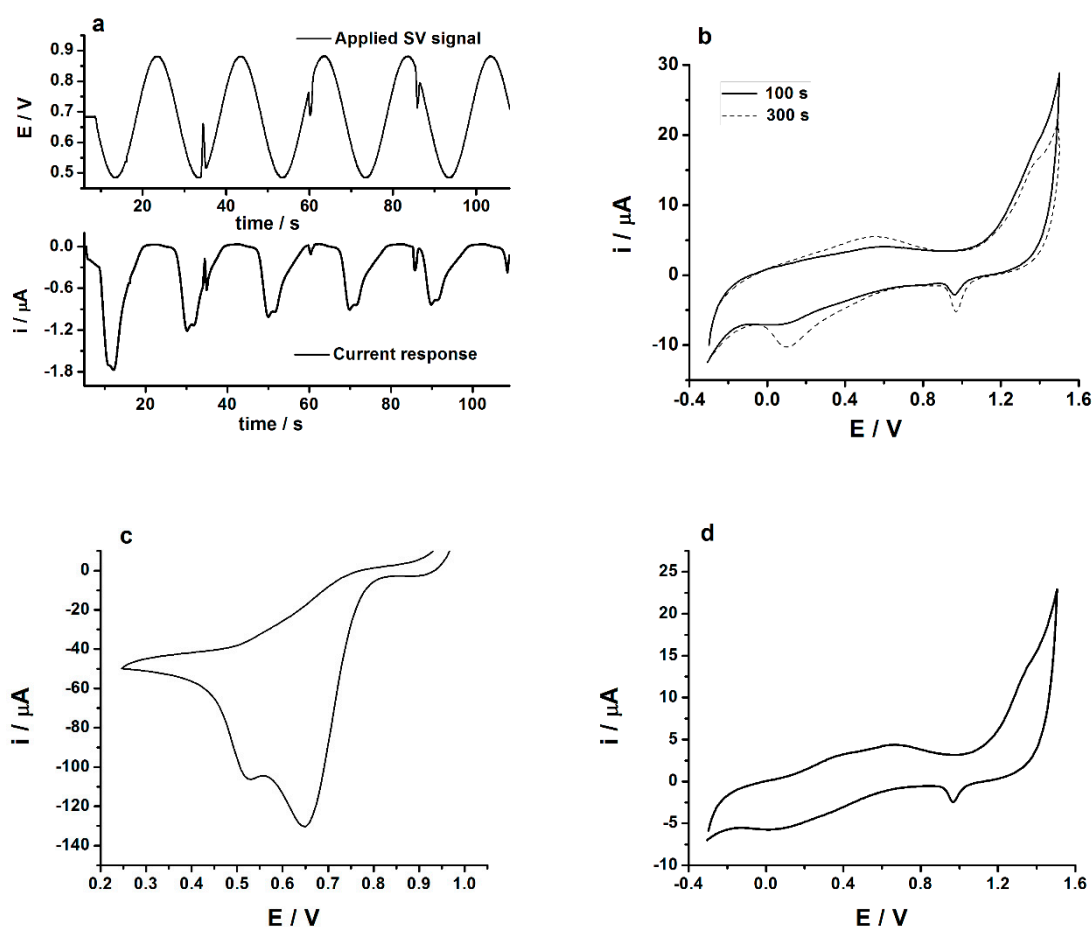 a
Applied SV signal
0.9
0.8
0.7
0.6
0.5
E / V
20 40 60 80 100
time / s
0.0
-0.6
-1.2
-1.8
i / µA
Current response
20 40 60 80 100
time / s
b
100 s
300 s
30
20
10
0
-10
i / µA
-0.4 0.0 0.4 0.8 1.2 1.6
E / V
c
0
-20
-40
-60
-80
-100
-120
-140
i / µA
0.2 0.3 0.4 0.5 0.6 0.7 0.8 0.9 1.0
E / V
d
25
20
15
10
5
0
-5
-10
i / µA
-0.4 0.0 0.4 0.8 1.2 1.6
E / V